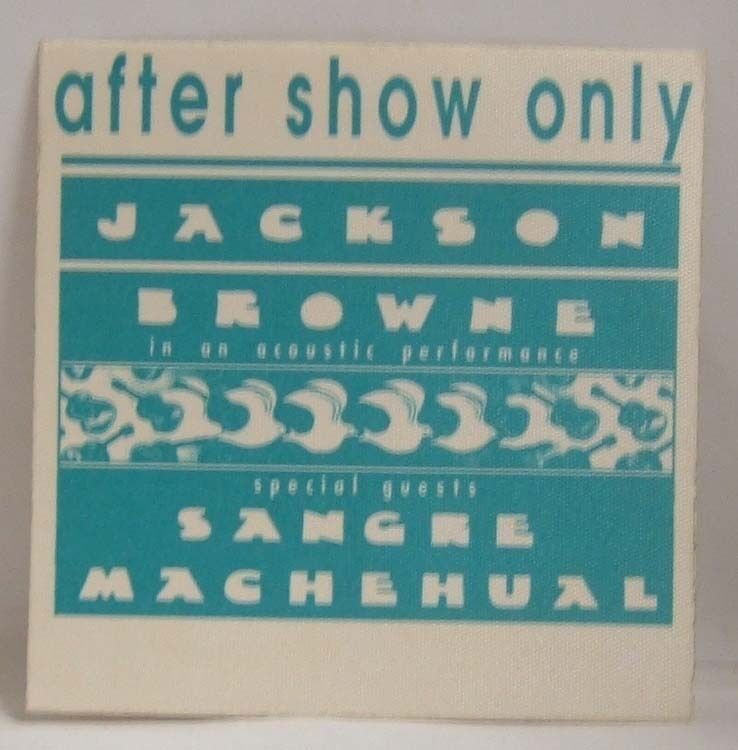 after show only
JACKSON
BROWNE
in an acoustic performance
special guests
SANGRE
MACHEHUAL